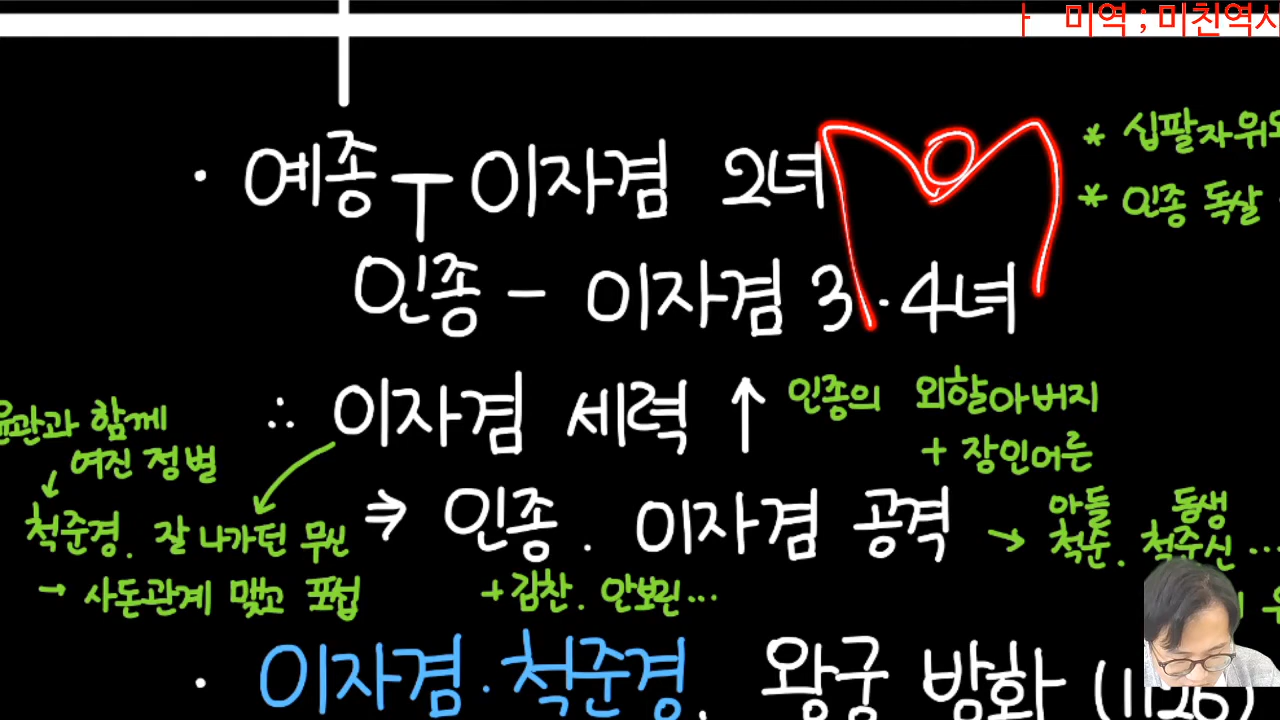 미역 ; 미친역사
· 예종 ┬ 이자겸 2녀
* 십팔자위
인종 - 이자겸 3·4녀
* 인종 독살
∴ 이자겸 세력 ↑
인종의 외할아버지
+ 장인어른
윤관과 함께
여진 정벌
척준경. 잘 나가던 무신
→ 사돈관계 맺고 포섭
⇒ 인종. 이자겸 공격
+ 김찬. 안보린...
→ 아들 동생
척준. 척준신...
· 이자겸·척준경. 왕궁 방화 (1126)